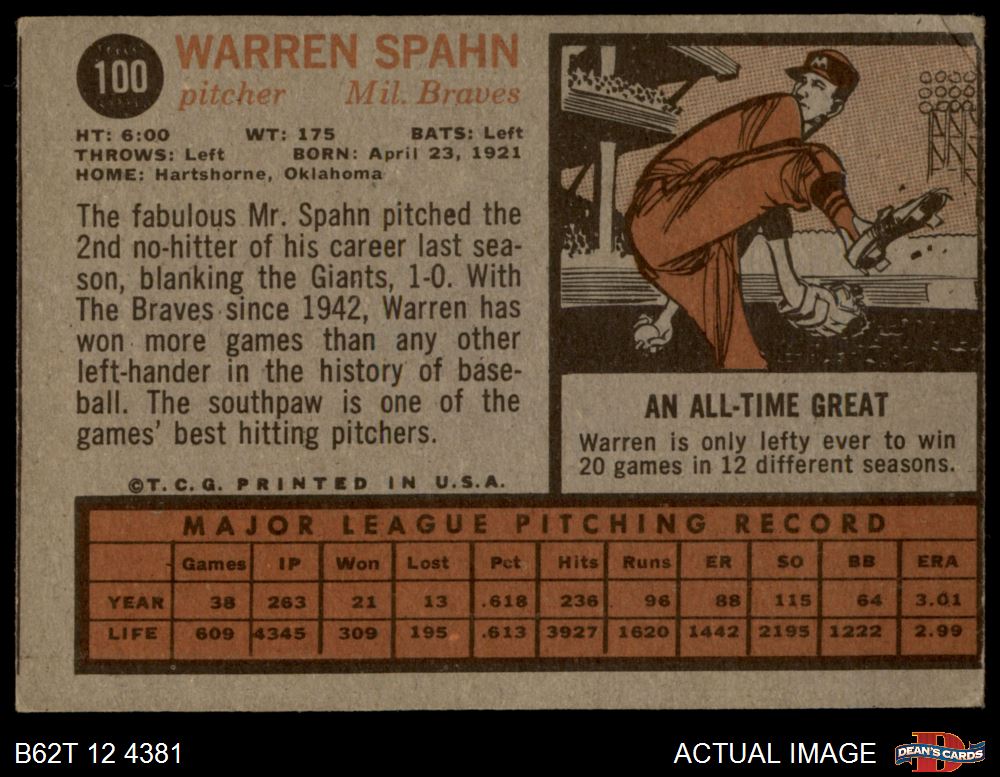 100
WARREN SPAHN
pitcher Mil. Braves
HT: 6:00 WT: 175 BATS: Left
THROWS: Left BORN: April 23, 1921
HOME: Hartshorne, Oklahoma
The fabulous Mr. Spahn pitched the
2nd no-hitter of his career last sea-
son, blanking the Giants, 1-0. With
The Braves since 1942, Warren has
won more games than any other
left-hander in the history of base-
ball. The southpaw is one of the
games' best hitting pitchers.
©T.C.G. PRINTED IN U.S.A.
M
AN ALL-TIME GREAT
Warren is only lefty ever to win
20 games in 12 different seasons.
MAJOR LEAGUE PITCHING RECORD
Games IP Won Lost Pct Hits Runs ER SO BB ERA
YEAR 38 263 21 13 .618 236 96 88 115 64 3.01
LIFE 609 4345 309 195 .613 3927 1620 1442 2195 1222 2.99
B62T 12 4381
ACTUAL IMAGE
D
DEAN'S CARDS